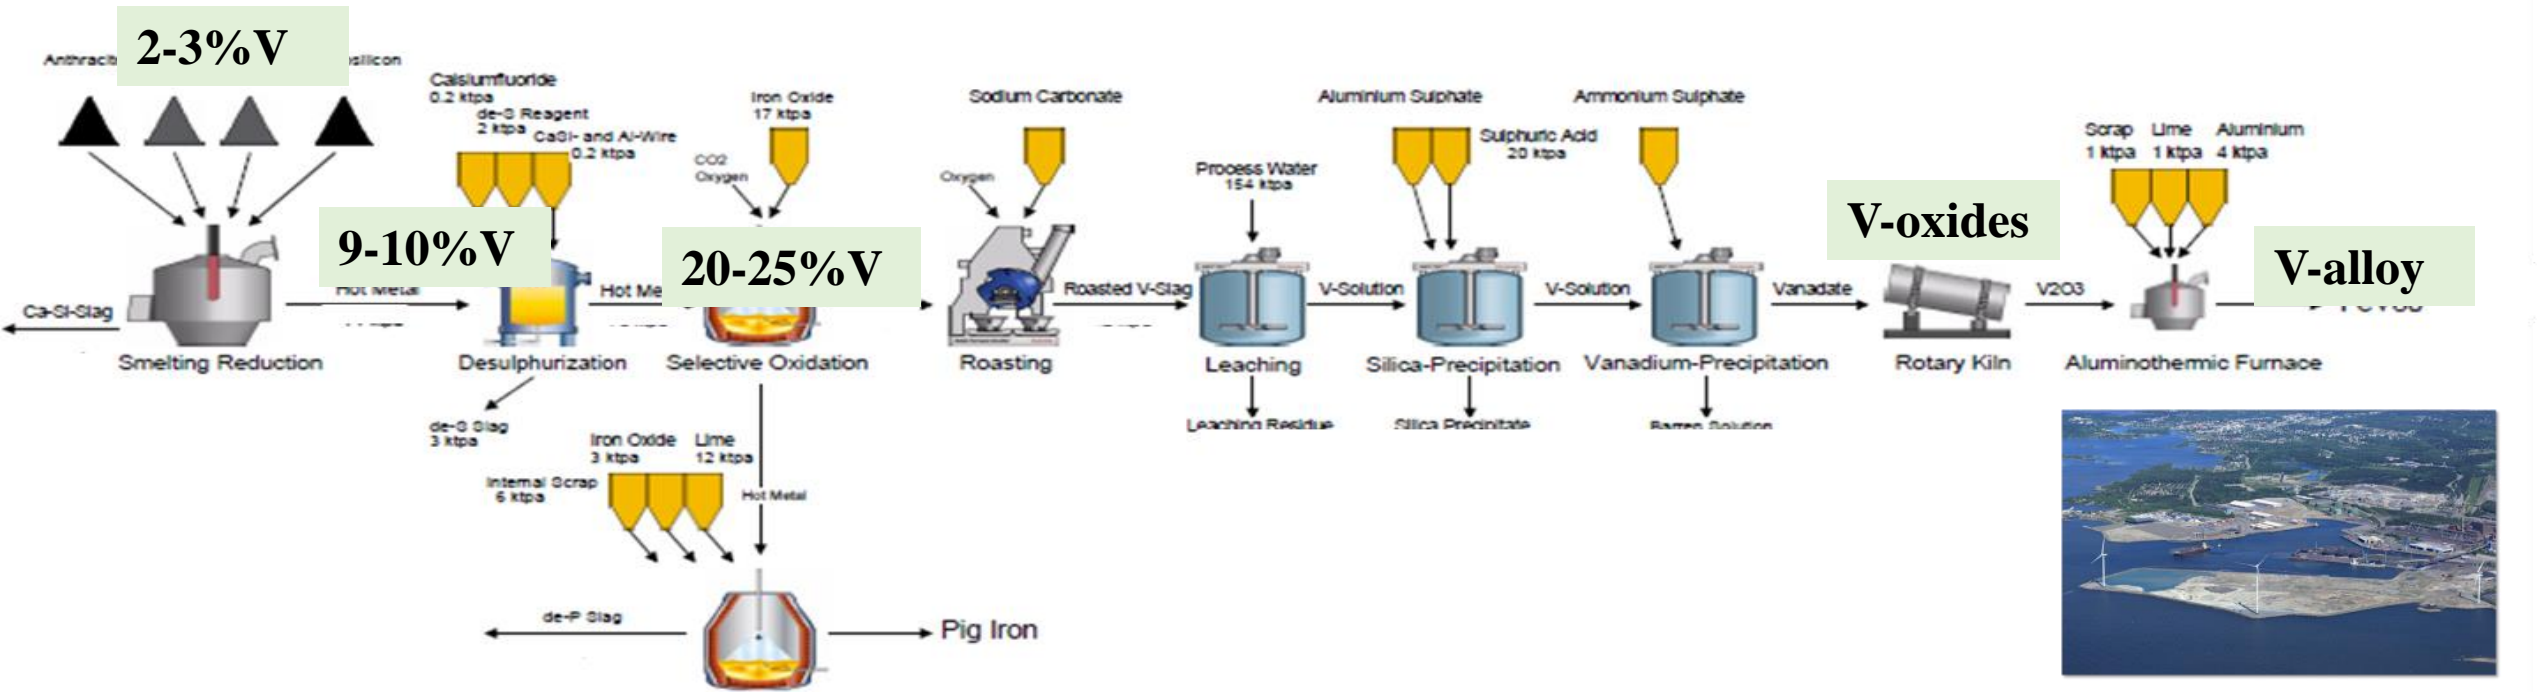 2-3%V
Calsiumfluoride
0.2 ktpa
de-S Reagent
2 ktpa
CaSi- and Al-Wire
0.2 ktpa
Iron Oxide
17 ktpa
CO2
Oxygen
Sodium Carbonate
Oxygen
Process Water
154 ktpa
Aluminium Sulphate
Sulphuric Acid
20 ktpa
Ammonium Sulphate
Scrap Lime Aluminium
1 ktpa 1 ktpa 4 ktpa
9-10%V
20-25%V
V-oxides
V-alloy
Ca-Si-Slag
Hot Metal
Roasted V-Slag
V-Solution
V-Solution
Vanadate
V2O3
Smelting Reduction
Desulphurization
Selective Oxidation
Roasting
Leaching
Silica-Precipitation
Vanadium-Precipitation
Rotary Kiln
Aluminothermic Furnace
de-S Slag
3 ktpa
Leaching Residue
Silica Precipitate
Barren Solution
Iron Oxide Lime
3 ktpa 12 ktpa
Internal Scrap
6 ktpa
Hot Metal
de-P Slag
Pig Iron